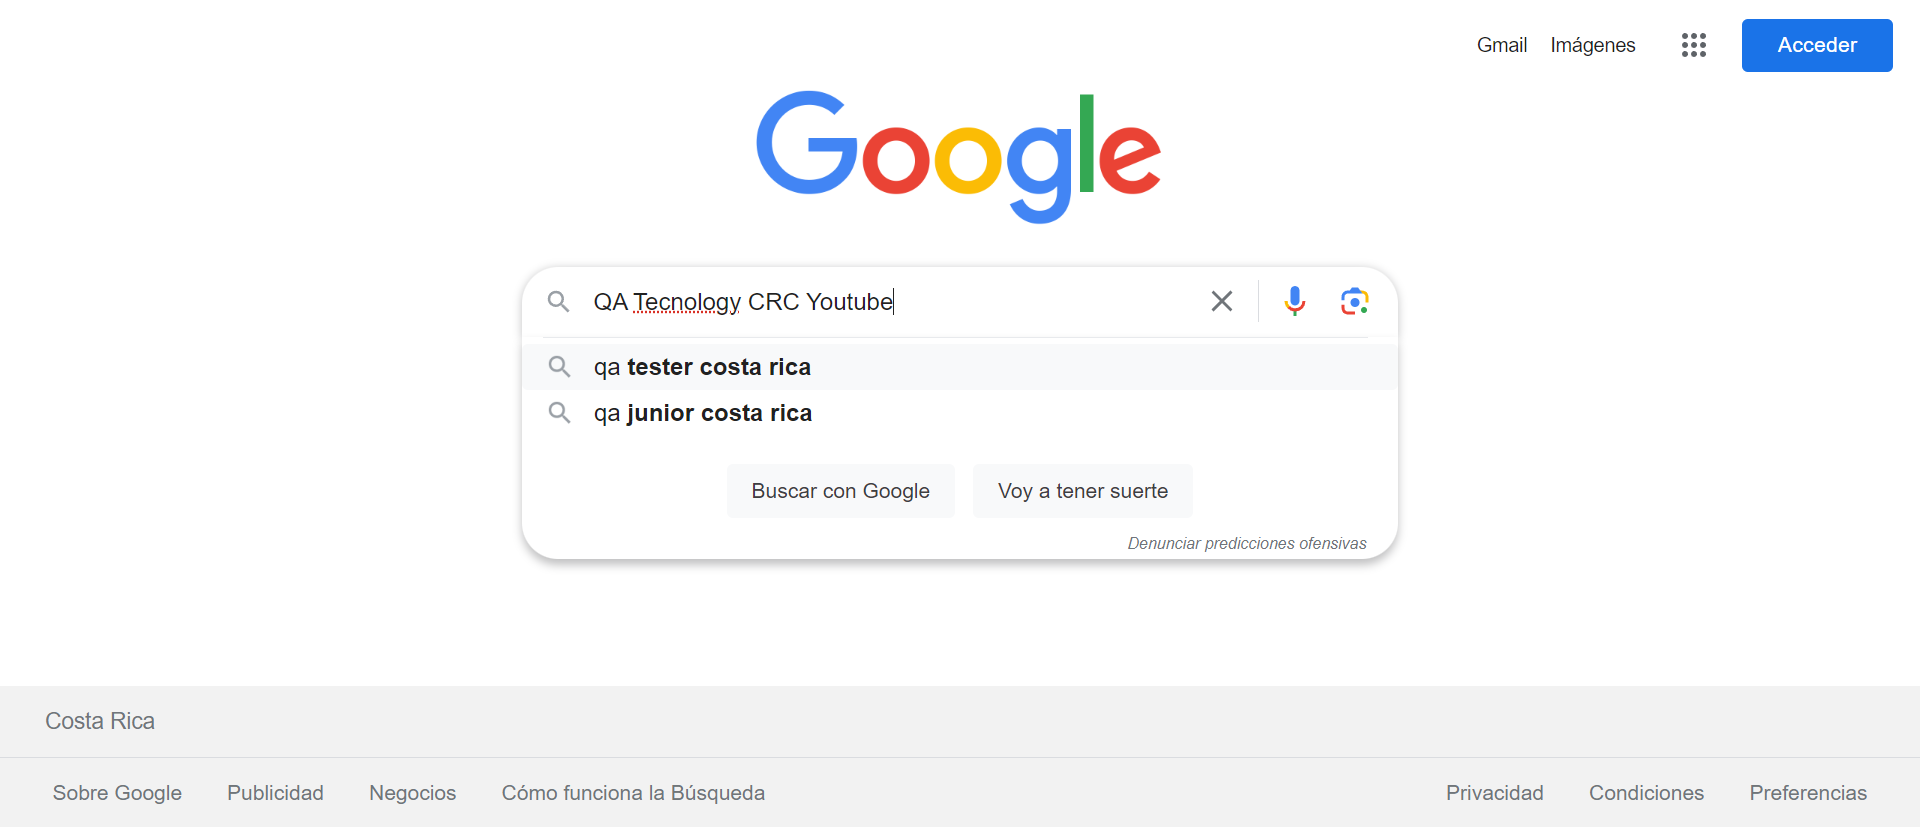 Gmail Imágenes Acceder
Google
QA Tecnology CRC Youtube
qa tester costa rica
qa junior costa rica
Buscar con Google Voy a tener suerte
Denunciar predicciones ofensivas
Costa Rica
Sobre Google Publicidad Negocios Cómo funciona la Búsqueda Privacidad Condiciones Preferencias